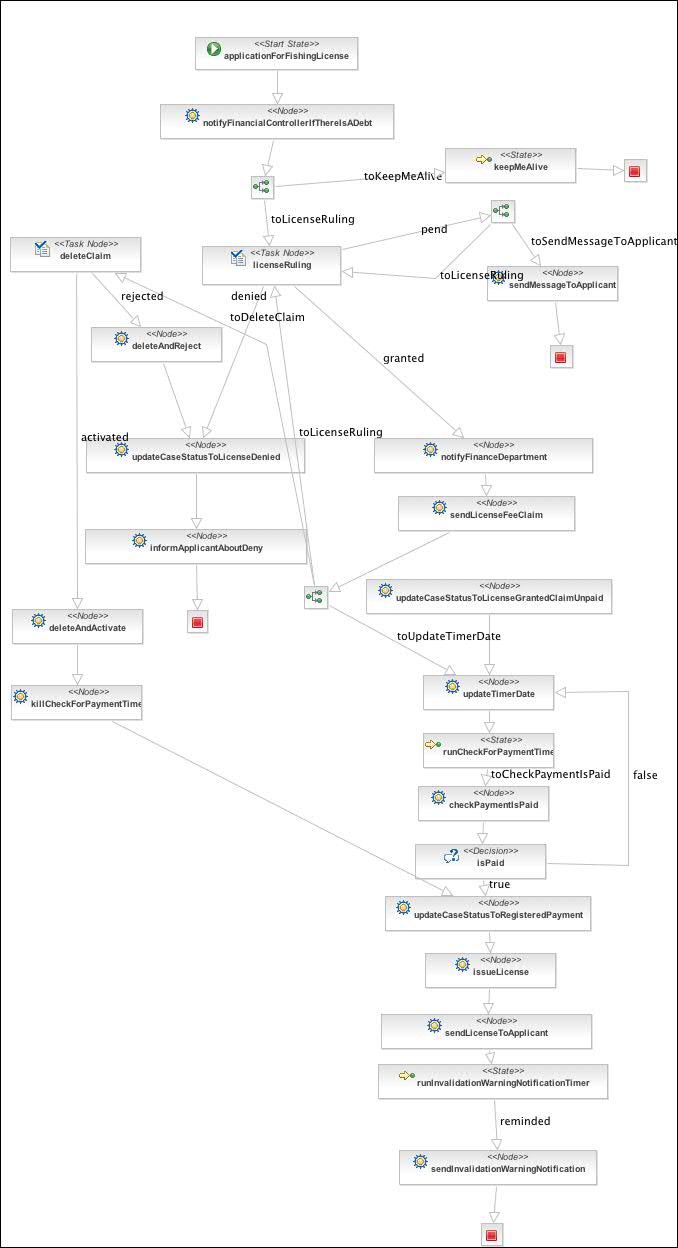 <<Start State>>
applicationForFishingLicense
<<Node>>
notifyFinancialControllerIfThereIsADebt
<<State>>
keepMeAlive
toKeepMeAlive
toLicenseRuling
pend
toSendMessageToApplicant
<<Task Node>>
deleteClaim
<<Task Node>>
licenseRuling
toLicenseRuling
<<Node>>
sendMessageToApplicant
rejected
denied
toDeleteClaim
<<Node>>
deleteAndReject
granted
activated
toLicenseRuling
<<Node>>
updateCaseStatusToLicenseDenied
<<Node>>
notifyFinanceDepartment
<<Node>>
sendLicenseFeeClaim
<<Node>>
informApplicantAboutDeny
<<Node>>
updateCaseStatusToLicenseGrantedClaimUnpaid
<<Node>>
deleteAndActivate
toUpdateTimerDate
<<Node>>
killCheckForPaymentTime
<<Node>>
updateTimerDate
<<State>>
runCheckForPaymentTime
toCheckPaymentIsPaid
false
<<Node>>
checkPaymentIsPaid
<<Decision>>
isPaid
true
<<Node>>
updateCaseStatusToRegisteredPayment
<<Node>>
issueLicense
<<Node>>
sendLicenseToApplicant
<<State>>
runInvalidationWarningNotificationTimer
reminded
<<Node>>
sendInvalidationWarningNotification